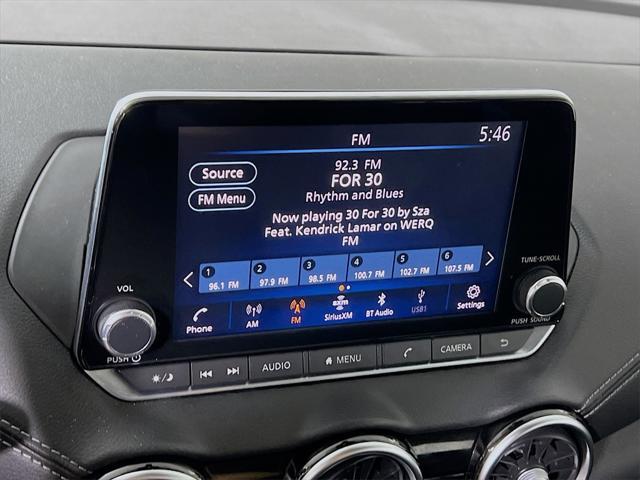 FM 5:46
Source
FM Menu
92.3 FM
FOR 30
Rhythm and Blues
Now playing 30 For 30 by Sza
Feat. Kendrick Lamar on WERQ
FM
1 2 3 4 5 6
96.1 FM 97.9 FM 98.5 FM 100.7 FM 102.7 FM 107.5 FM
Phone AM FM SiriusXM BT Audio USB1 Settings
sxm
VOL
PUSH
TUNE·SCROLL
PUSH SOUND
AUDIO MENU CAMERA